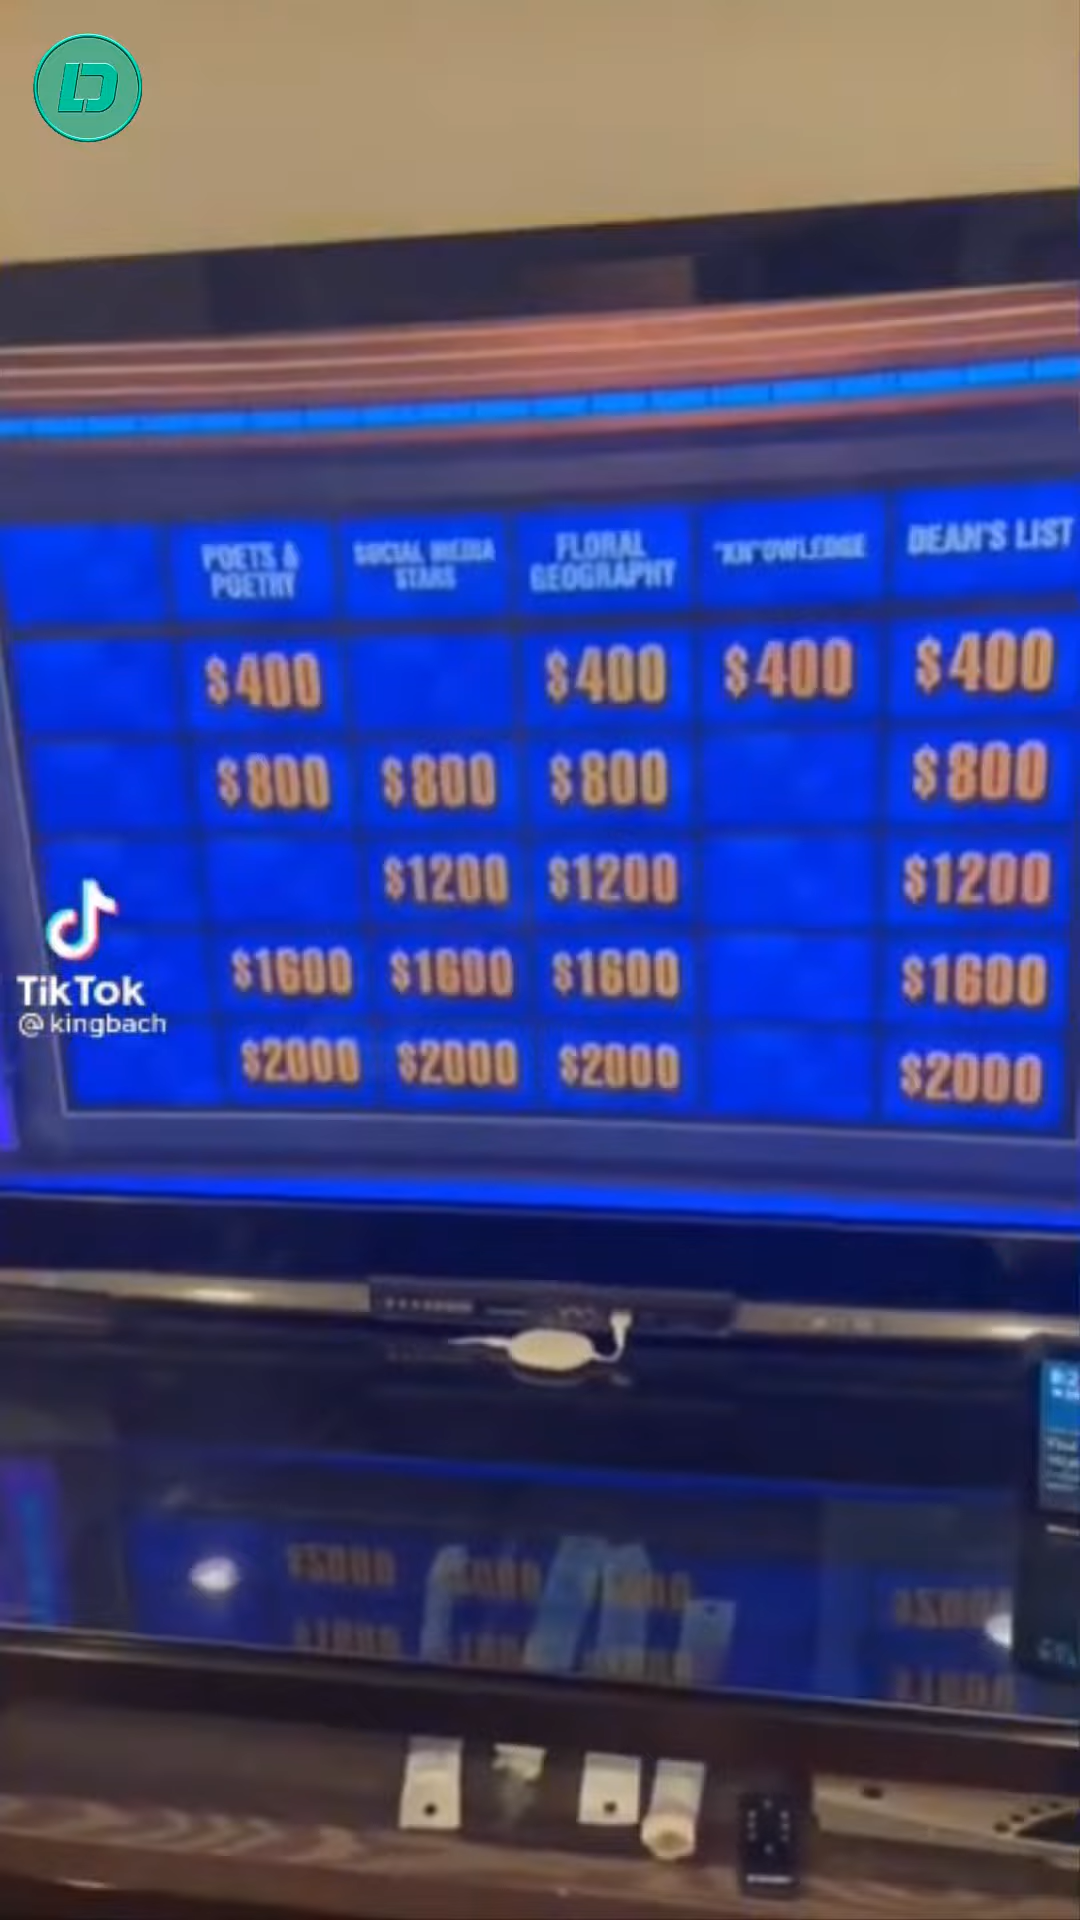 POETS &
POETRY
SOCIAL MEDIA
STARS
FLORAL
GEOGRAPHY
"KN"OWLEDGE
DEAN'S LIST
$400
$400
$400
$400
$800
$800
$800
$800
$1200
$1200
$1200
$1600
$1600
$1600
$1600
$2000
$2000
$2000
$2000
TikTok
@kingbach